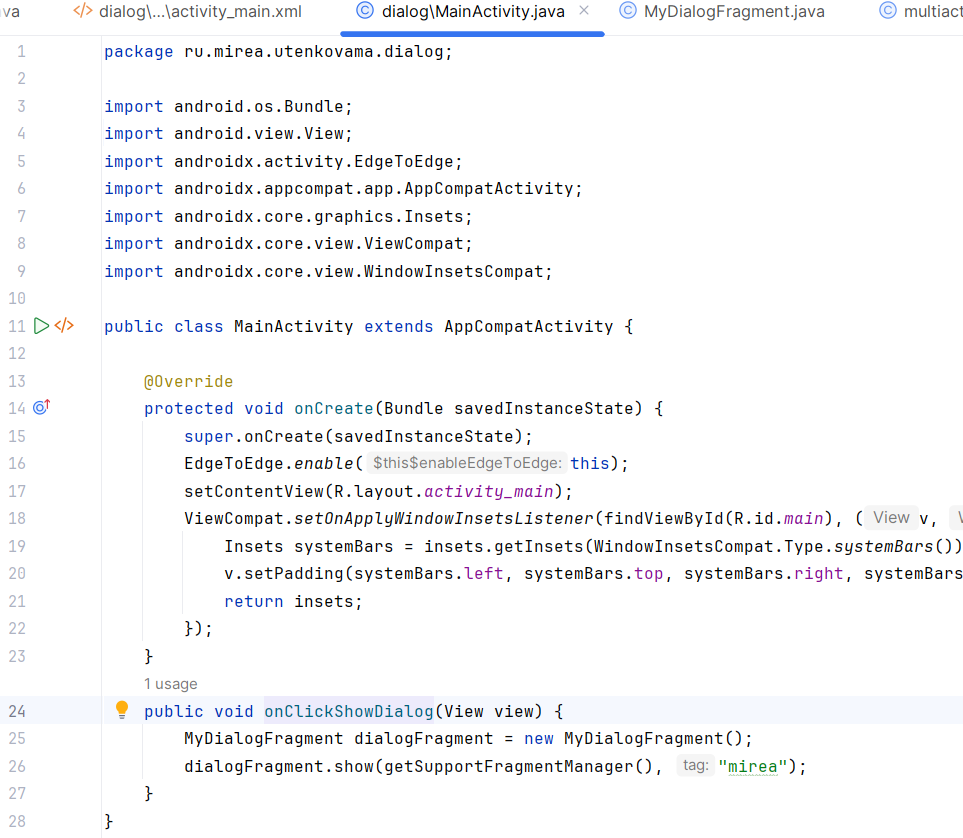 va </> dialog\...\activity_main.xml © dialog\MainActivity.java × © MyDialogFragment.java © multiact
1 package ru.mirea.utenkovama.dialog;
2
3 import android.os.Bundle;
4 import android.view.View;
5 import androidx.activity.EdgeToEdge;
6 import androidx.appcompat.app.AppCompatActivity;
7 import androidx.core.graphics.Insets;
8 import androidx.core.view.ViewCompat;
9 import androidx.core.view.WindowInsetsCompat;
10
11 </> public class MainActivity extends AppCompatActivity {
12
13 @Override
14 protected void onCreate(Bundle savedInstanceState) {
15 super.onCreate(savedInstanceState);
16 EdgeToEdge.enable( $this$enableEdgeToEdge: this);
17 setContentView(R.layout.activity_main);
18 ViewCompat.setOnApplyWindowInsetsListener(findViewById(R.id.main), ( View v,
19 Insets systemBars = insets.getInsets(WindowInsetsCompat.Type.systemBars())
20 v.setPadding(systemBars.left, systemBars.top, systemBars.right, systemBars
21 return insets;
22 });
23 }
1 usage
24 public void onClickShowDialog(View view) {
25 MyDialogFragment dialogFragment = new MyDialogFragment();
26 dialogFragment.show(getSupportFragmentManager(), tag: "mirea");
27 }
28 }